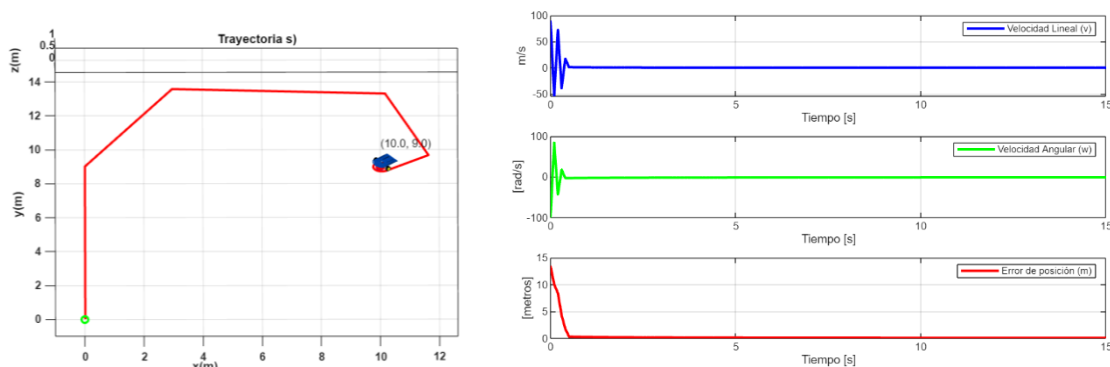 Trayectoria s)
z(m)
1
0.5
0
y(m)
14
12
10
8
6
4
2
0
(10.0, 9.0)
0 2 4 6 8 10 12
x(m)
Velocidad Lineal (v)
m/s
100
50
0
-50
0 5 10 15
Tiempo [s]
Velocidad Angular (w)
[rad/s]
100
0
-100
0 5 10 15
Tiempo [s]
Error de posición (m)
[metros]
15
10
5
0
0 5 10 15
Tiempo [s]